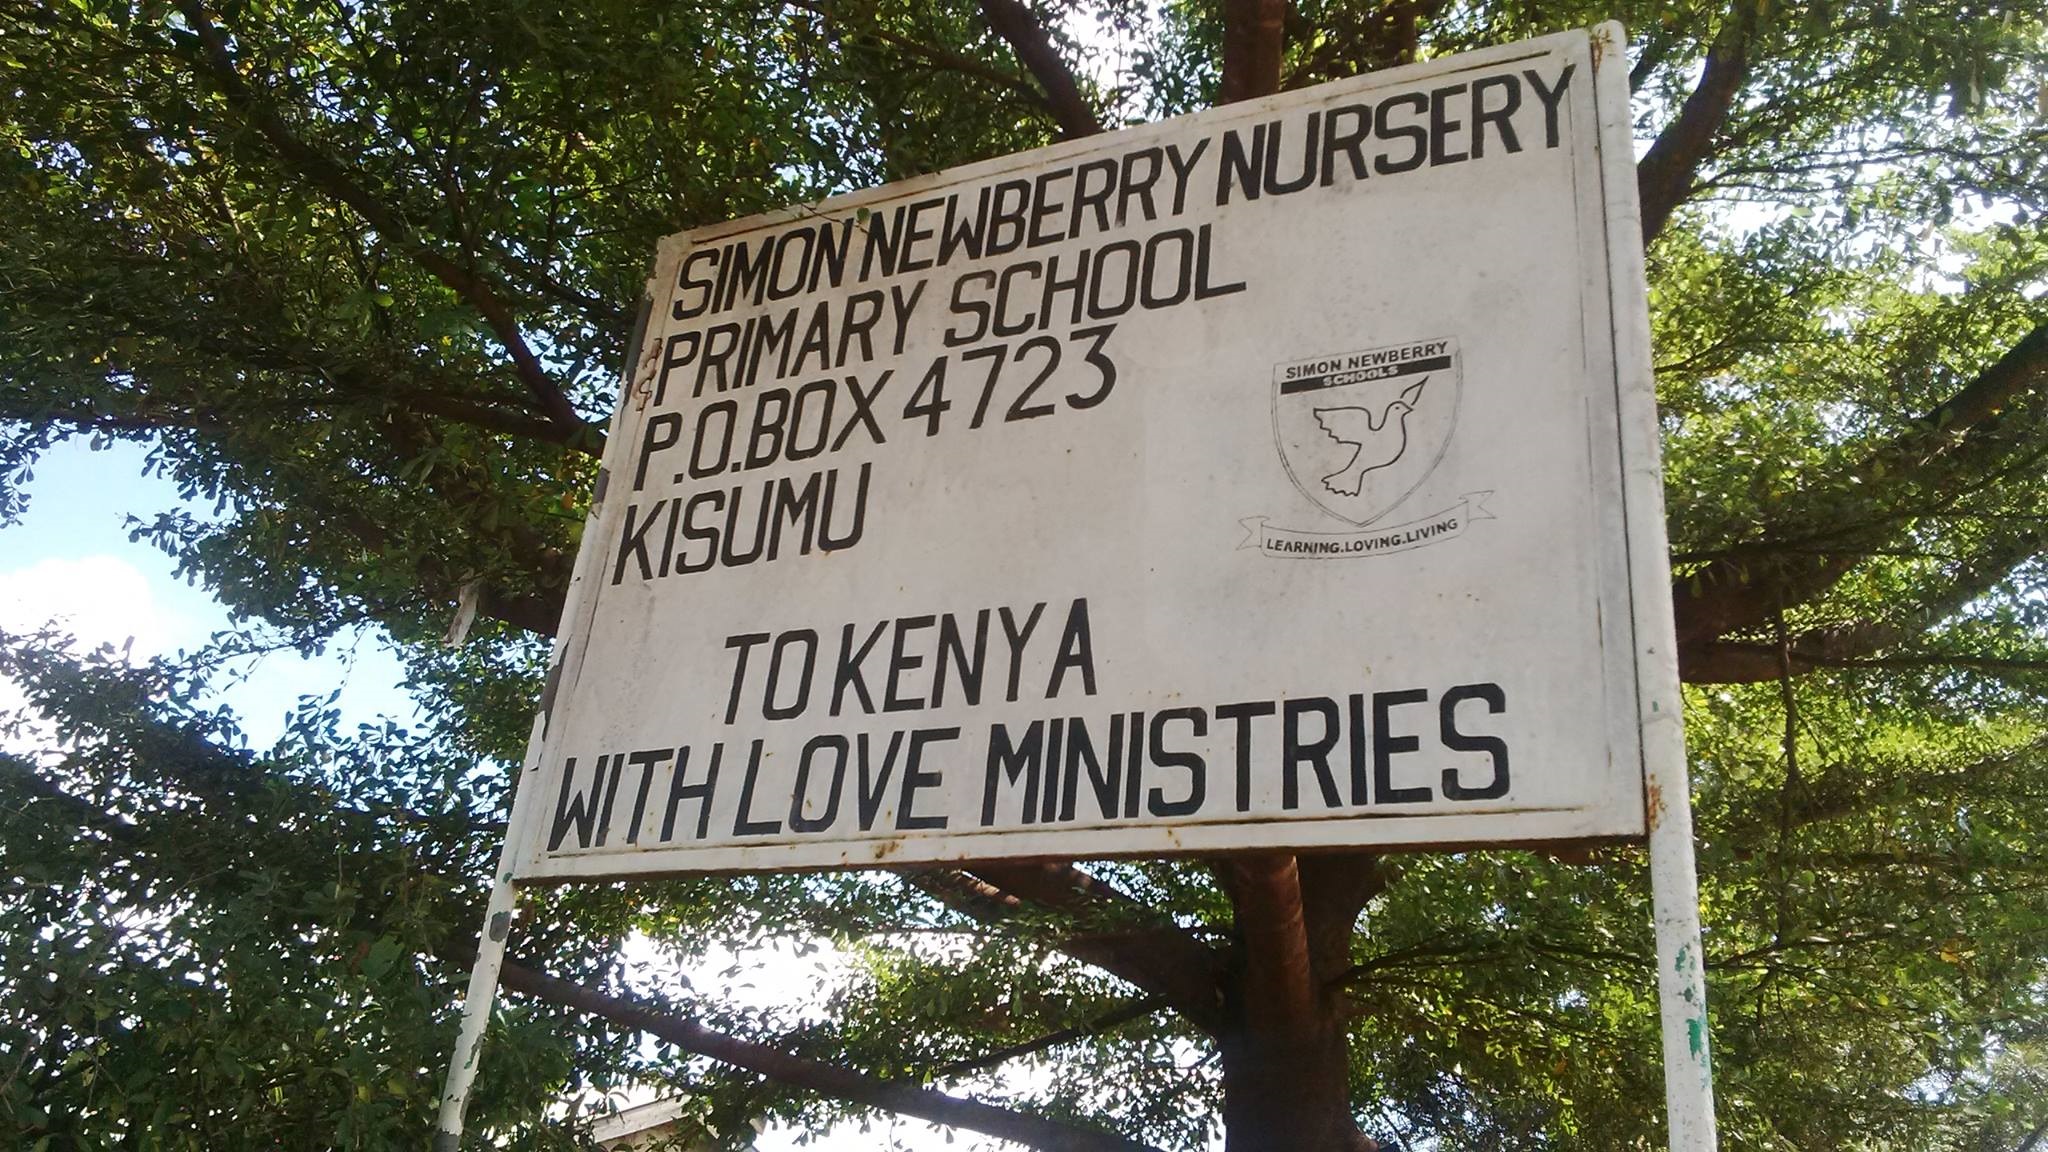 SIMON NEWBERRY NURSERY
PRIMARY SCHOOL
P.O.BOX 4723
KISUMU
SIMON NEWBERRY
SCHOOLS
LEARNING.LOVING.LIVING
TO KENYA
WITH LOVE MINISTRIES